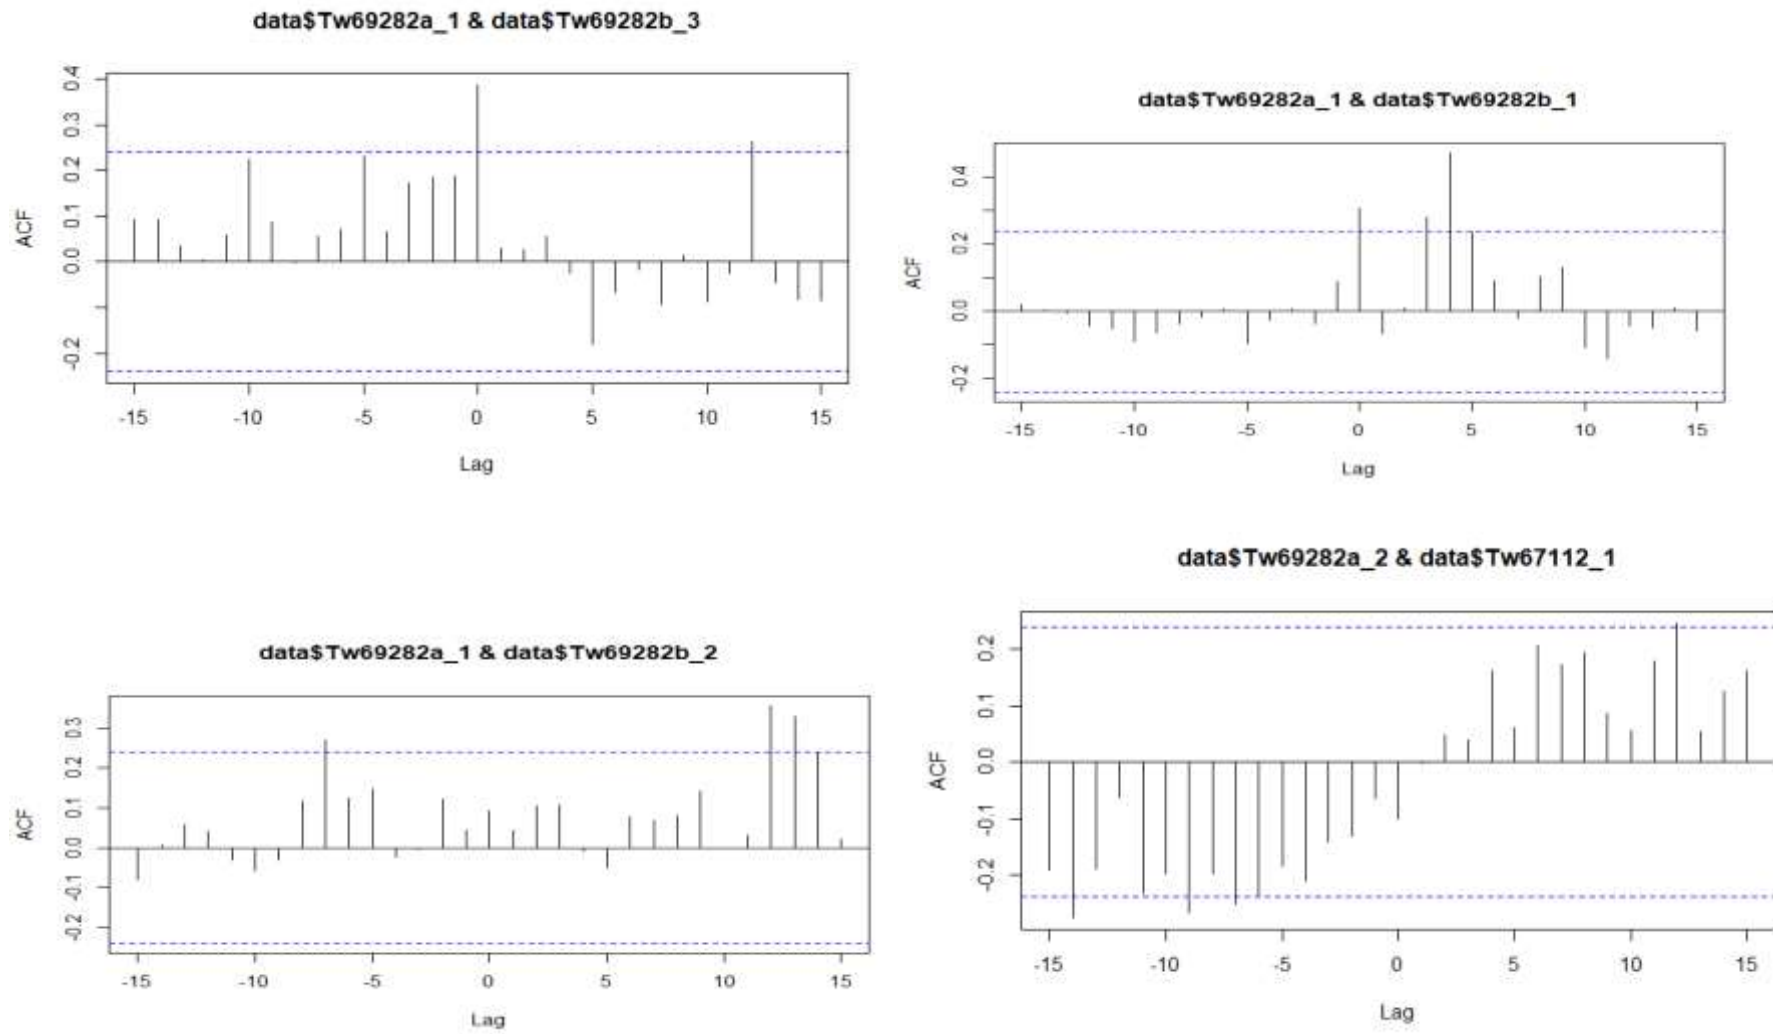 data$Tw69282a_1 & data$Tw69282b_3
ACF
0.4
0.3
0.2
0.1
0.0
-0.2
-15 -10 -5 0 5 10 15
Lag
data$Tw69282a_1 & data$Tw69282b_1
ACF
0.4
0.2
0.0
-0.2
-15 -10 -5 0 5 10 15
Lag
data$Tw69282a_1 & data$Tw69282b_2
ACF
0.3
0.2
0.1
0.0
-0.1
-0.2
-15 -10 -5 0 5 10 15
Lag
data$Tw69282a_2 & data$Tw67112_1
ACF
0.2
0.1
0.0
-0.1
-0.2
-15 -10 -5 0 5 10 15
Lag